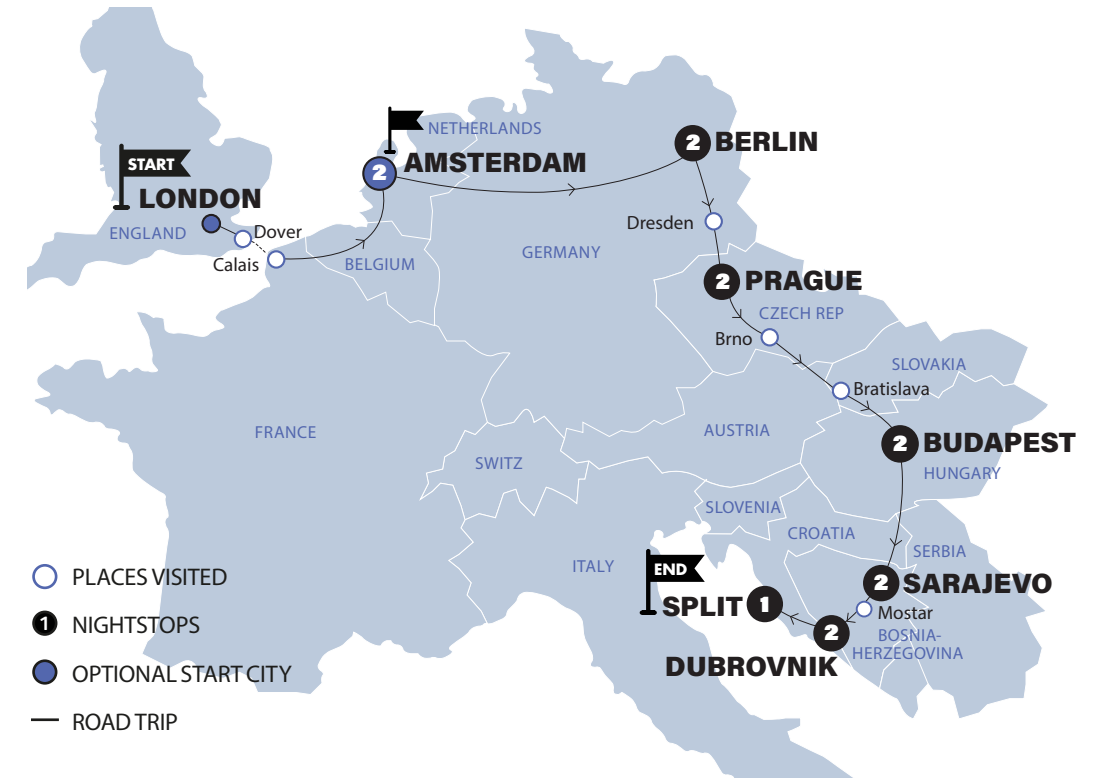 NETHERLANDS
2
AMSTERDAM
2
BERLIN
START
LONDON
ENGLAND
Dover
Calais
BELGIUM
GERMANY
Dresden
2
PRAGUE
CZECH REP
Brno
SLOVAKIA
Bratislava
FRANCE
AUSTRIA
2
BUDAPEST
HUNGARY
SWITZ
SLOVENIA
CROATIA
SERBIA
ITALY
END
SPLIT
1
2
SARAJEVO
Mostar
BOSNIA-
HERZEGOVINA
2
DUBROVNIK
PLACES VISITED
1
NIGHTSTOPS
OPTIONAL START CITY
ROAD TRIP